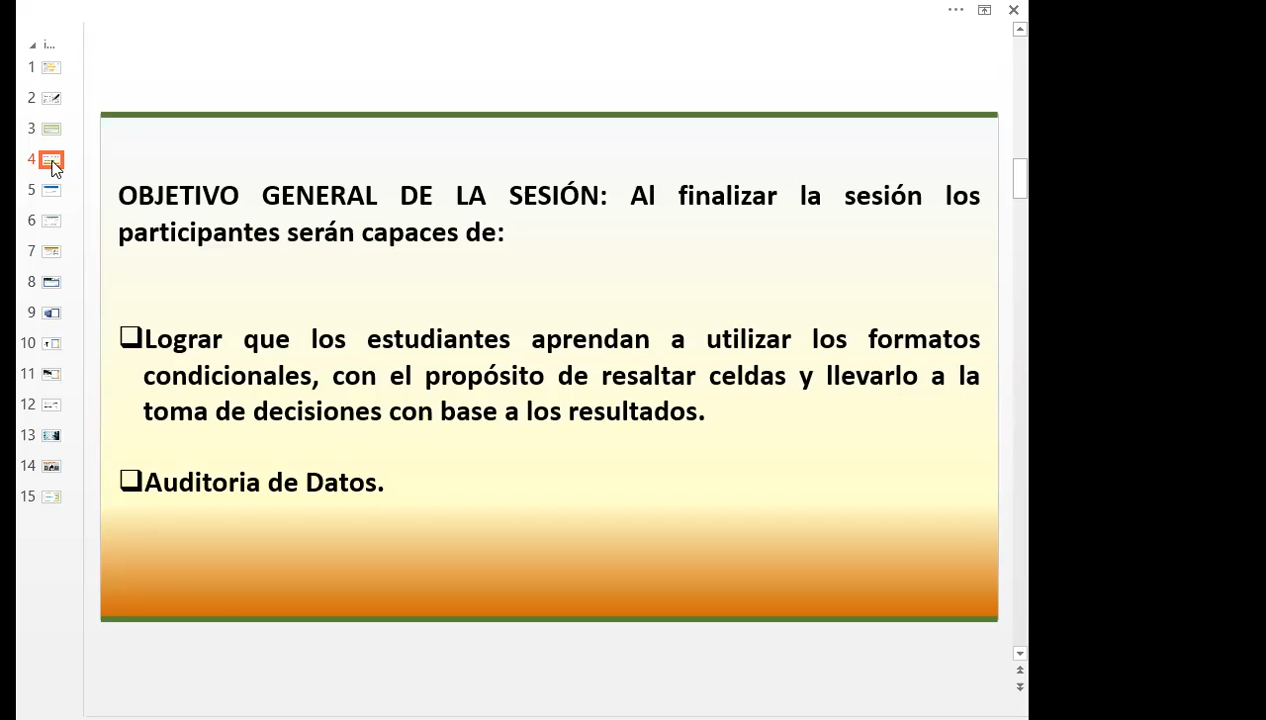 i...
1
2
3
4
5
6
7
8
9
10
11
12
13
14
15
OBJETIVO GENERAL DE LA SESIÓN: Al finalizar la sesión los
participantes serán capaces de:
Lograr que los estudiantes aprendan a utilizar los formatos
condicionales, con el propósito de resaltar celdas y llevarlo a la
toma de decisiones con base a los resultados.
Auditoria de Datos.